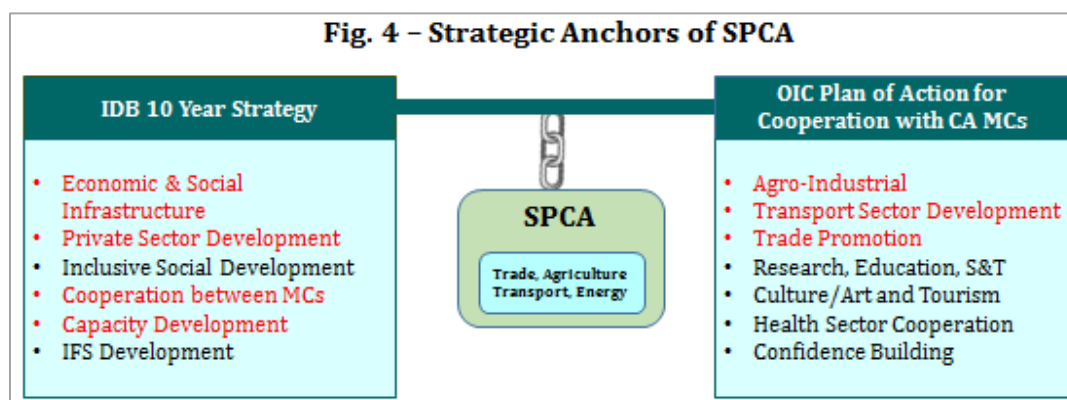 Fig. 4 – Strategic Anchors of SPCA
IDB 10 Year Strategy
• Economic & Social
Infrastructure
• Private Sector Development
• Inclusive Social Development
• Cooperation between MCs
• Capacity Development
• IFS Development
SPCA
Trade, Agriculture
Transport, Energy
OIC Plan of Action for
Cooperation with CA MCs
• Agro-Industrial
• Transport Sector Development
• Trade Promotion
• Research, Education, S&T
• Culture/Art and Tourism
• Health Sector Cooperation
• Confidence Building